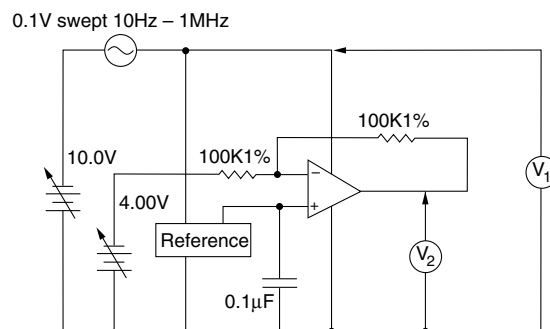 0.1V swept 10Hz – 1MHz
100K1%
100K1%
10.0V
4.00V
−
+
V1
Reference
V2
0.1μF